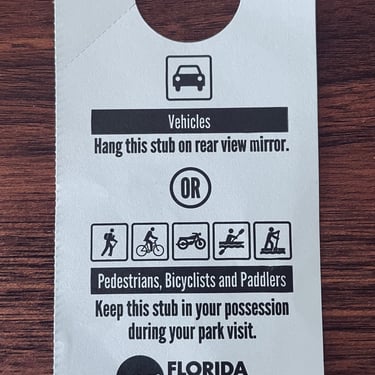 Vehicles
Hang this stub on rear view mirror.
OR
Pedestrians, Bicyclists and Paddlers
Keep this stub in your possession
during your park visit.
FLORIDA